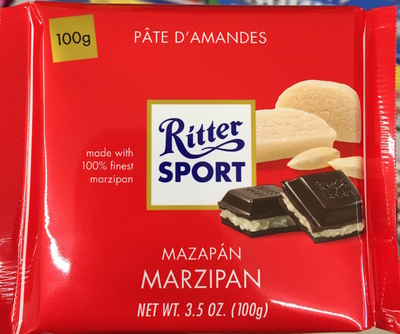 100g
PÂTE D'AMANDES
Ritter
SPORT
made with
100% finest
marzipan
MAZAPÁN
MARZIPAN
NET WT. 3.5 OZ. (100g)